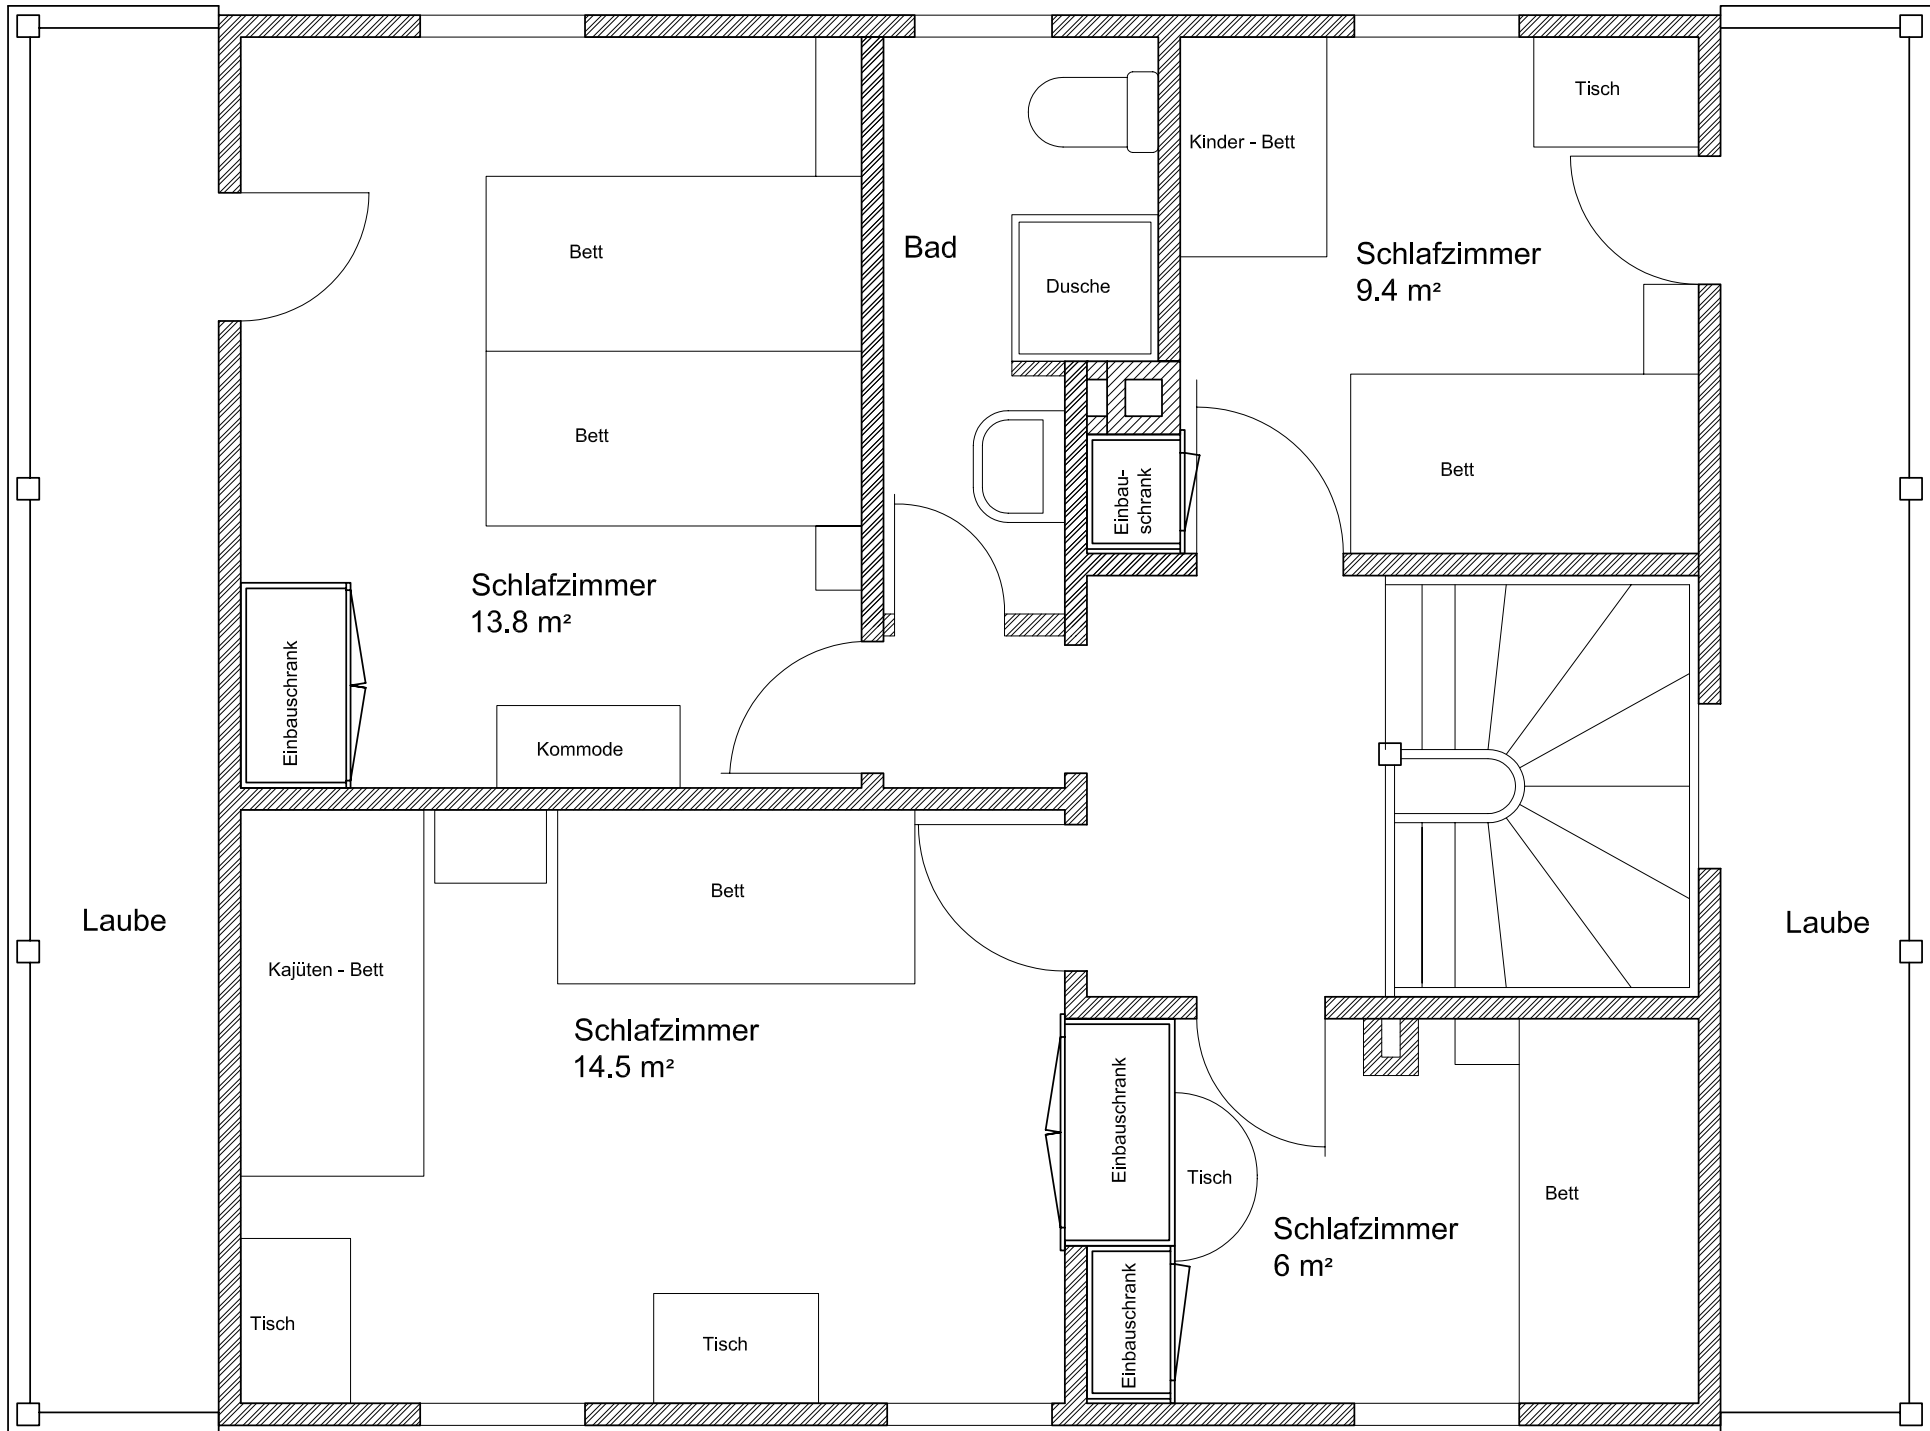 Tisch
Kinder - Bett
Bett
Bad
Schlafzimmer
9.4 m²
Dusche
Bett
Bett
Einbau-
schrank
Schlafzimmer
13.8 m²
Einbauschrank
Kommode
Laube
Bett
Laube
Kajüten - Bett
Schlafzimmer
14.5 m²
Einbauschrank
Tisch
Bett
Schlafzimmer
6 m²
Einbauschrank
Tisch
Tisch